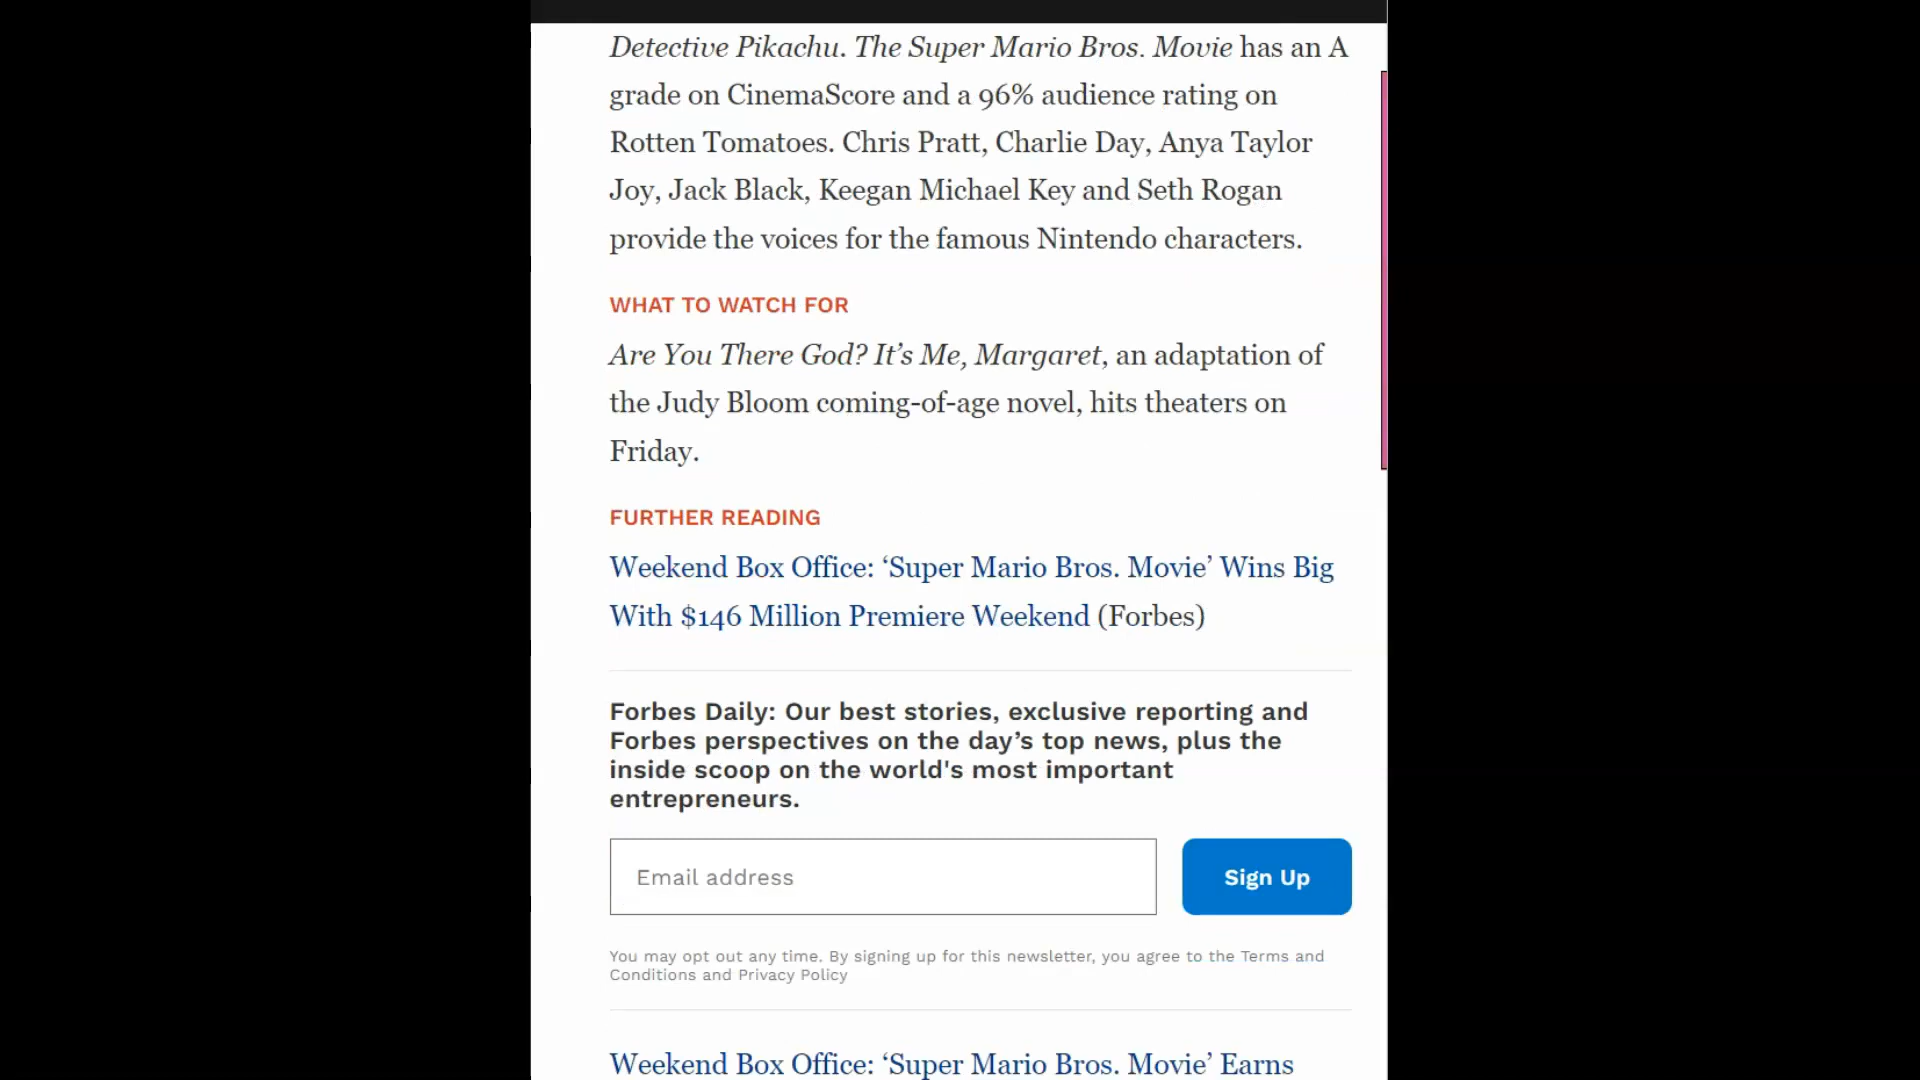 Detective Pikachu. The Super Mario Bros. Movie has an A
grade on CinemaScore and a 96% audience rating on
Rotten Tomatoes. Chris Pratt, Charlie Day, Anya Taylor
Joy, Jack Black, Keegan Michael Key and Seth Rogan
provide the voices for the famous Nintendo characters.
WHAT TO WATCH FOR
Are You There God? It’s Me, Margaret, an adaptation of
the Judy Bloom coming-of-age novel, hits theaters on
Friday.
FURTHER READING
Weekend Box Office: ‘Super Mario Bros. Movie’ Wins Big
With $146 Million Premiere Weekend (Forbes)
Forbes Daily: Our best stories, exclusive reporting and
Forbes perspectives on the day’s top news, plus the
inside scoop on the world's most important
entrepreneurs.
Email address
Sign Up
You may opt out any time. By signing up for this newsletter, you agree to the Terms and
Conditions and Privacy Policy
Weekend Box Office: ‘Super Mario Bros. Movie’ Earns